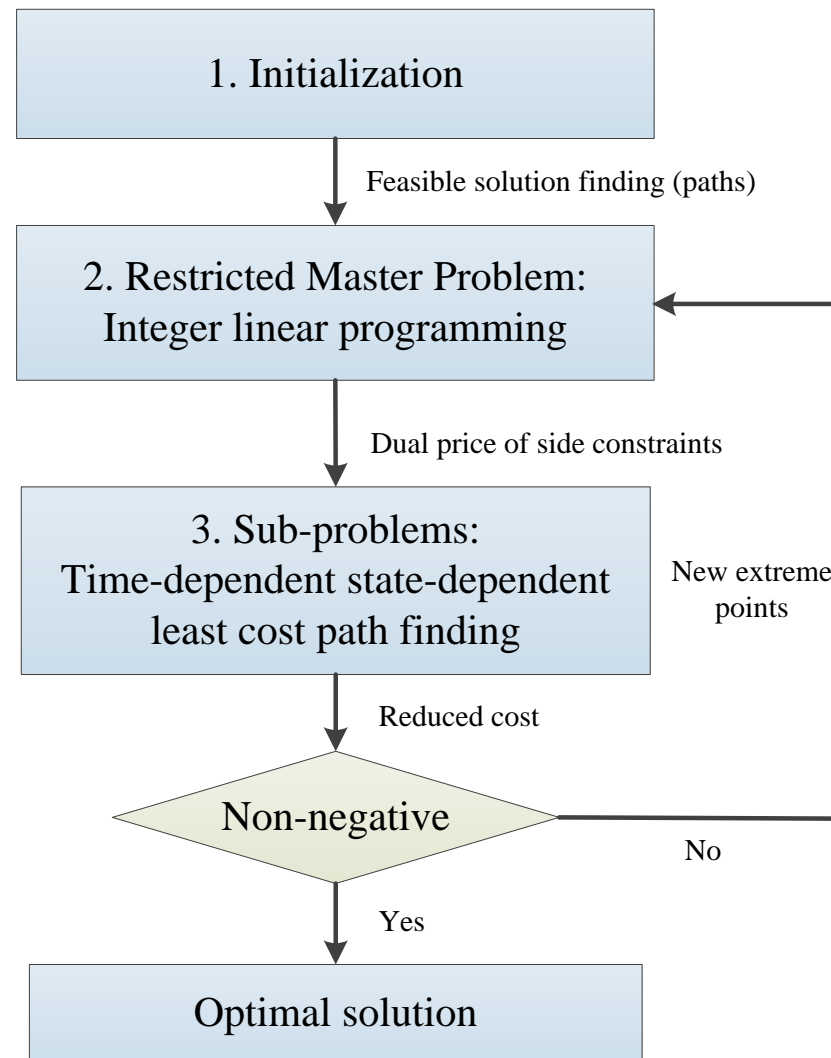 1. Initialization
Feasible solution finding (paths)
2. Restricted Master Problem:
Integer linear programming
Dual price of side constraints
3. Sub-problems:
Time-dependent state-dependent
least cost path finding
New extreme
points
Reduced cost
Non-negative
No
Yes
Optimal solution